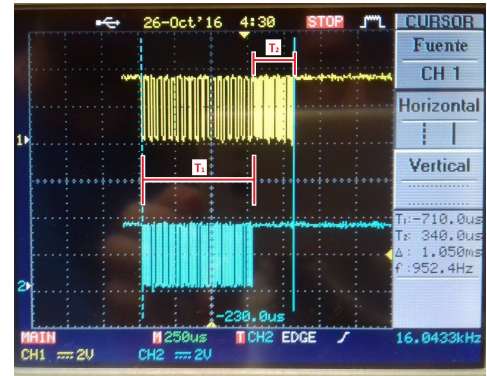 26-Oct'16 4:30 STOP CURSOR
Fuente
CH 1
Horizontal
Vertical
T₂
T₁
1
2
T1:-710.0us
T2: 340.0us
Δ: 1.050ms
f:952.4Hz
-230.0us
MAIN M250us T CH2 EDGE 16.0433kHz
CH1 2V CH2 2V